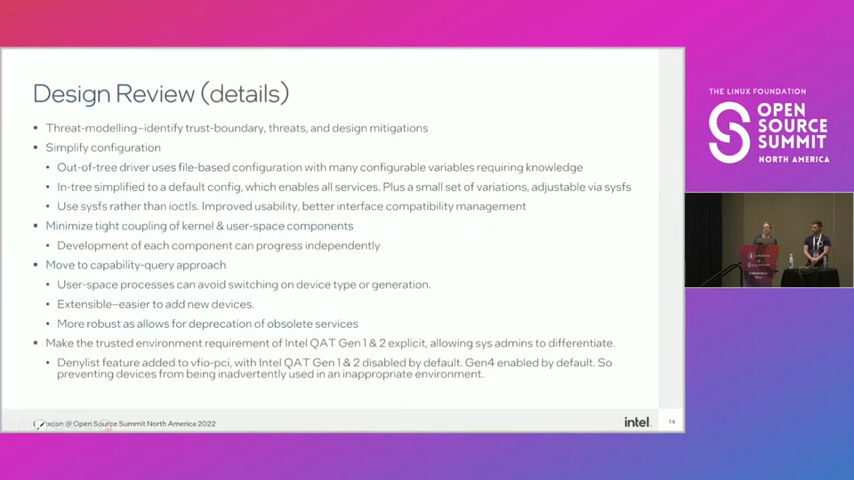 Design Review (details)
Threat-modelling–identify trust-boundary, threats, and design mitigations
Simplify configuration
Out-of-tree driver uses file-based configuration with many configurable variables requiring knowledge
In-tree simplified to a default config, which enables all services. Plus a small set of variations, adjustable via sysfs
Use sysfs rather than ioctls. Improved usability, better interface compatibility management
Minimize tight coupling of kernel & user-space components
Development of each component can progress independently
Move to capability-query approach
User-space processes can avoid switching on device type or generation.
Extensible–easier to add new devices.
More robust as allows for deprecation of obsolete services
Make the trusted environment requirement of Intel QAT Gen 1 & 2 explicit, allowing sys admins to differentiate.
Denylist feature added to vfio-pci, with Intel QAT Gen 1 & 2 disabled by default. Gen4 enabled by default. So
preventing devices from being inadvertently used in an inappropriate environment.
@ Open Source Summit North America 2022
intel.
14
THE LINUX FOUNDATION
OPEN
SOURCE
SUMMIT
NORTH AMERICA